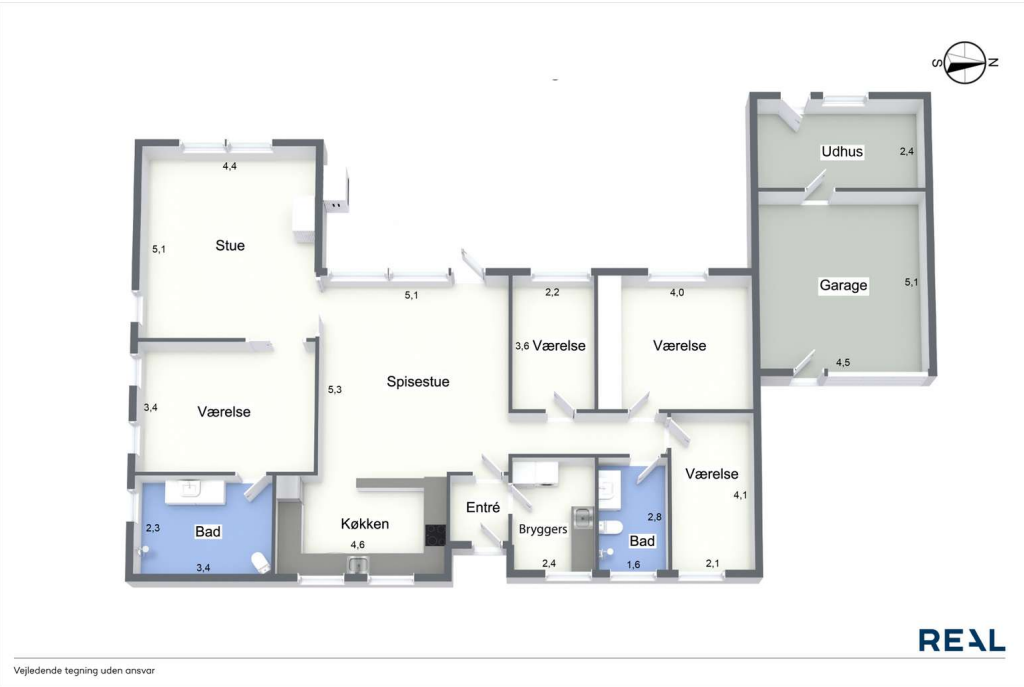 S N
Udhus
2,4
4,4
Stue
5,1
5,1
2,2
4,0
Garage
5,1
3,6 Værelse
Værelse
4,5
Spisestue
5,3
3,4
Værelse
Værelse
4,1
Entré
Køkken
4,6
Bryggers
2,4
2,8
Bad
1,6
2,1
2,3
Bad
3,4
REAL
Vejledende tegning uden ansvar